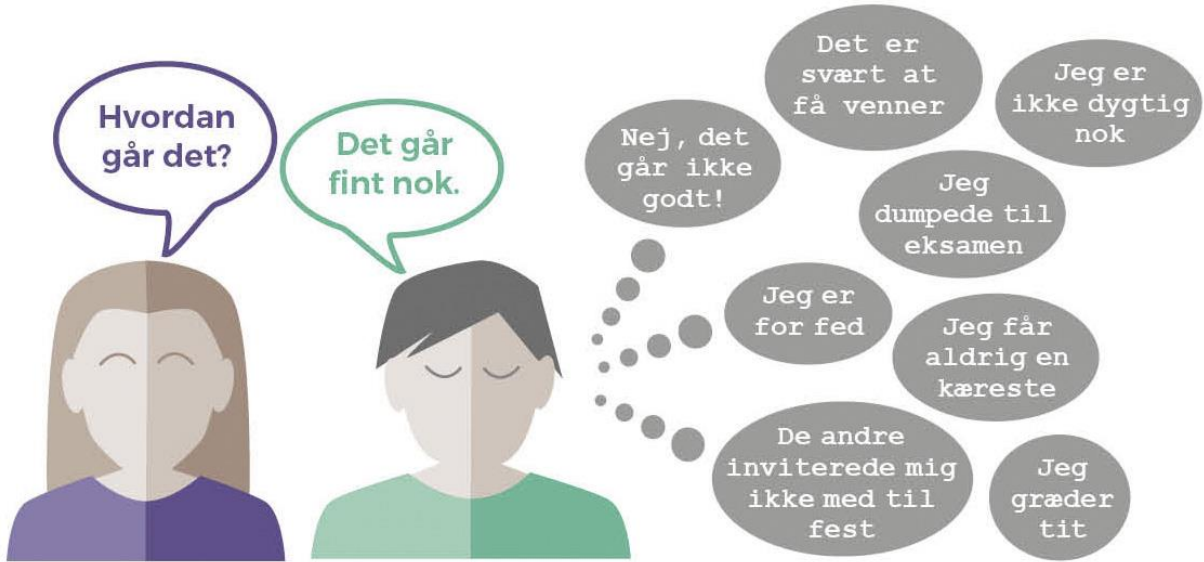 Hvordan
går det?
Det går
fint nok.
Nej, det
går ikke
godt!
Det er
svært at
få venner
Jeg er
ikke dygtig
nok
Jeg
dumpede til
eksamen
Jeg er
for fed
Jeg får
aldrig en
kæreste
De andre
inviterede mig
ikke med til
fest
Jeg
græder
tit